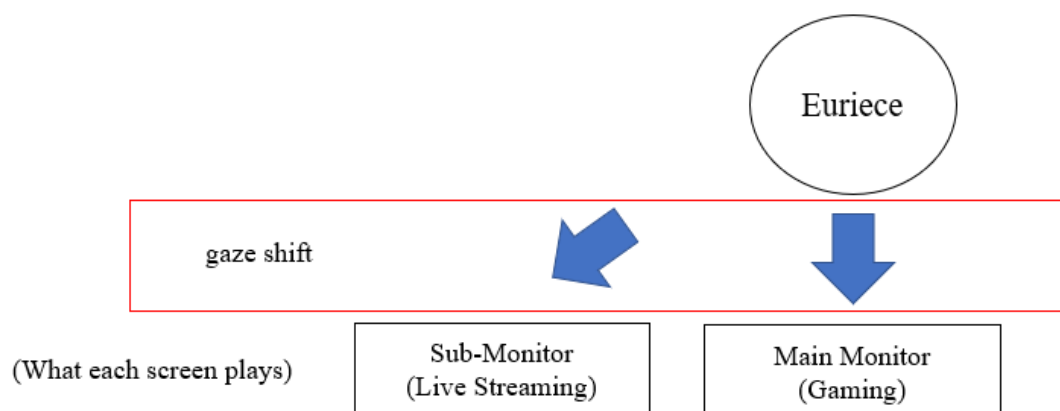 Euriece
gaze shift
(What each screen plays)
Sub-Monitor
(Live Streaming)
Main Monitor
(Gaming)